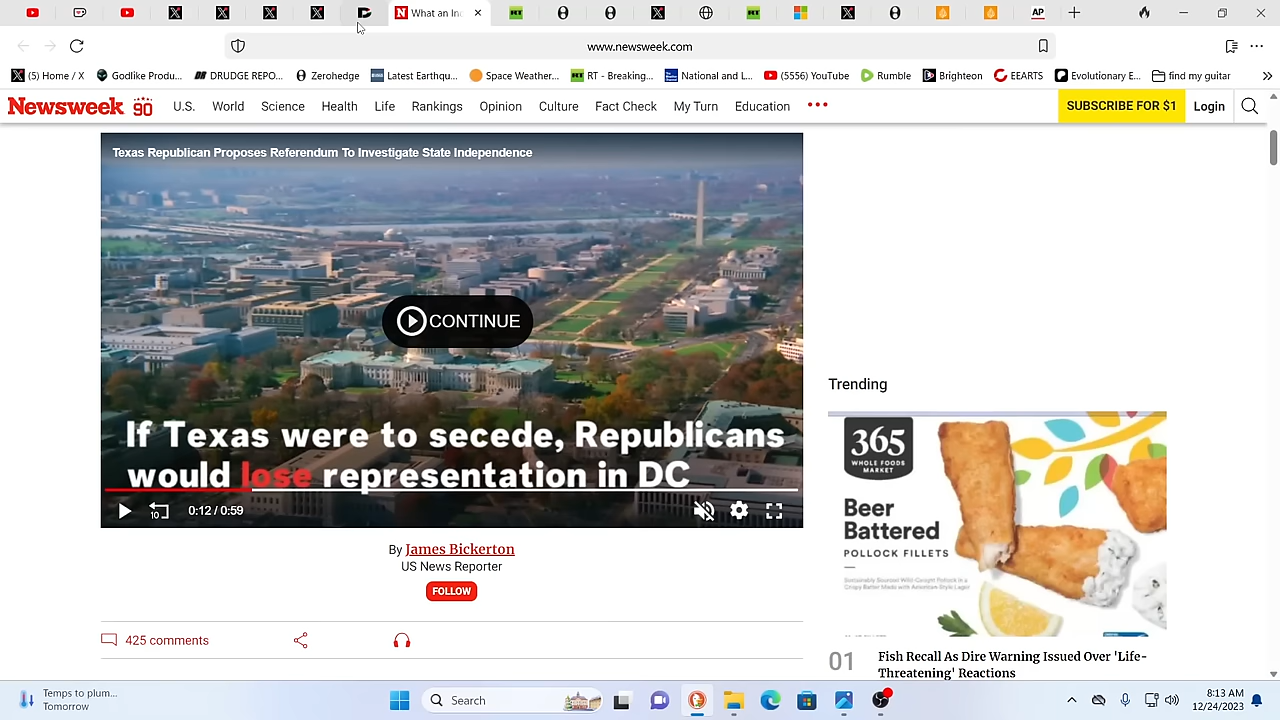 What an In
www.newsweek.com
(5) Home / X
Godlike Produ...
DRUDGE REPO...
Zerohedge
Latest Earthqu...
Space Weather...
RT - Breaking...
National and L...
(5556) YouTube
Rumble
Brighteon
EEARTS
Evolutionary E...
find my guitar
Newsweek 90
U.S.
World
Science
Health
Life
Rankings
Opinion
Culture
Fact Check
My Tu
Education
SUBSCRIBE FOR $1
Login
Texas Republican Proposes Referendum To Investigate State Independence
CONTINUE
If Texas were to secede, Republicans
would lose representation in DC
10
0:12 / 0:59
By James Bickerton
US News Reporter
FOLLOW
425 comments
Trending
365
WHOLE FOODS
MARKET
Beer
Battered
POLLOCK FILLETS
01
Fish Recall As Dire Warning Issued Over 'Life-
Threatening' Reactions
Temps to plum...
Tomorrow
Search
8:13 AM
12/24/2023